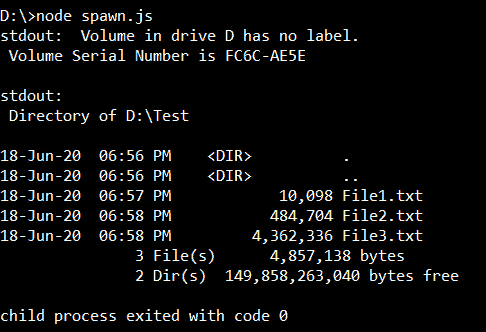 D:\>node spawn.js
stdout:  Volume in drive D has no label.
 Volume Serial Number is FC6C-AE5E
stdout:
 Directory of D:\Test
18-Jun-20  06:56 PM    <DIR>          .
18-Jun-20  06:56 PM    <DIR>          ..
18-Jun-20  06:57 PM            10,098 File1.txt
18-Jun-20  06:58 PM           484,704 File2.txt
18-Jun-20  06:58 PM         4,362,336 File3.txt
               3 File(s)      4,857,138 bytes
               2 Dir(s)  149,858,263,040 bytes free
child process exited with code 0